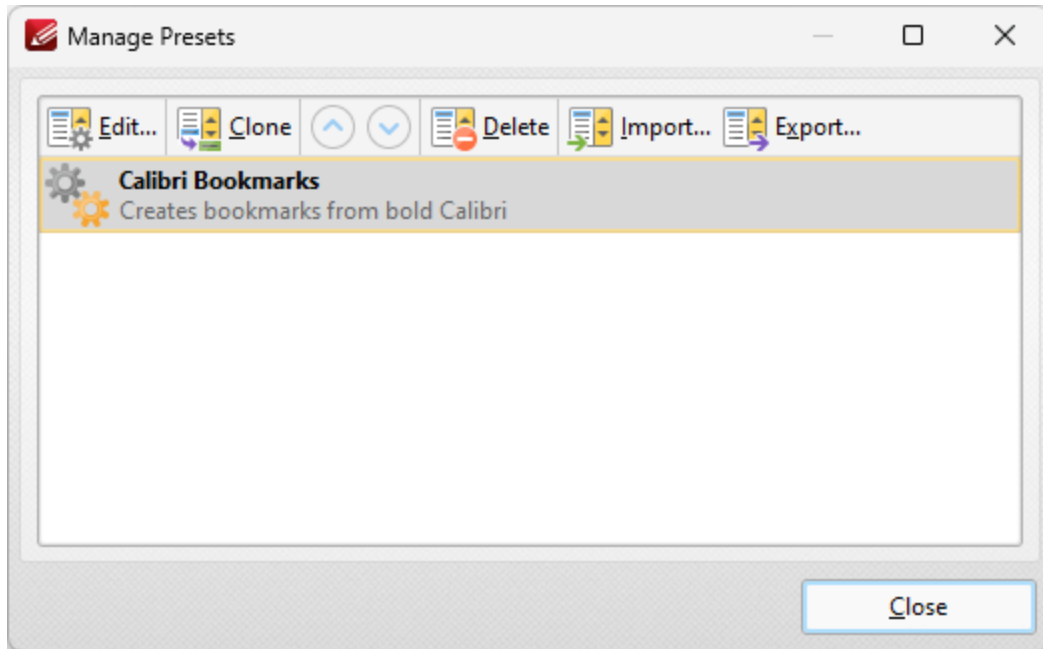 Manage Presets
Edit... Clone Delete Import... Export...
Calibri Bookmarks
Creates bookmarks from bold Calibri
Close